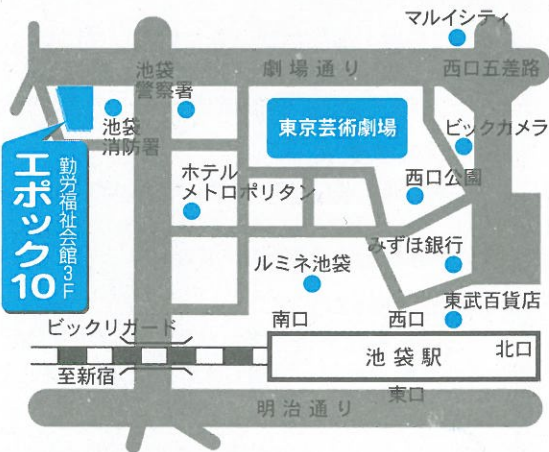 マルイシティ
池袋
警察署
劇場通り
西口五差路
池袋
消防署
東京芸術劇場
ビックカメラ
勤労福祉会館3F
エポック10
ホテル
メトロポリタン
西口公園
みずほ銀行
ルミネ池袋
東武百貨店
南口
西口
ビックリガード
池袋駅
北口
至新宿
東口
明治通り